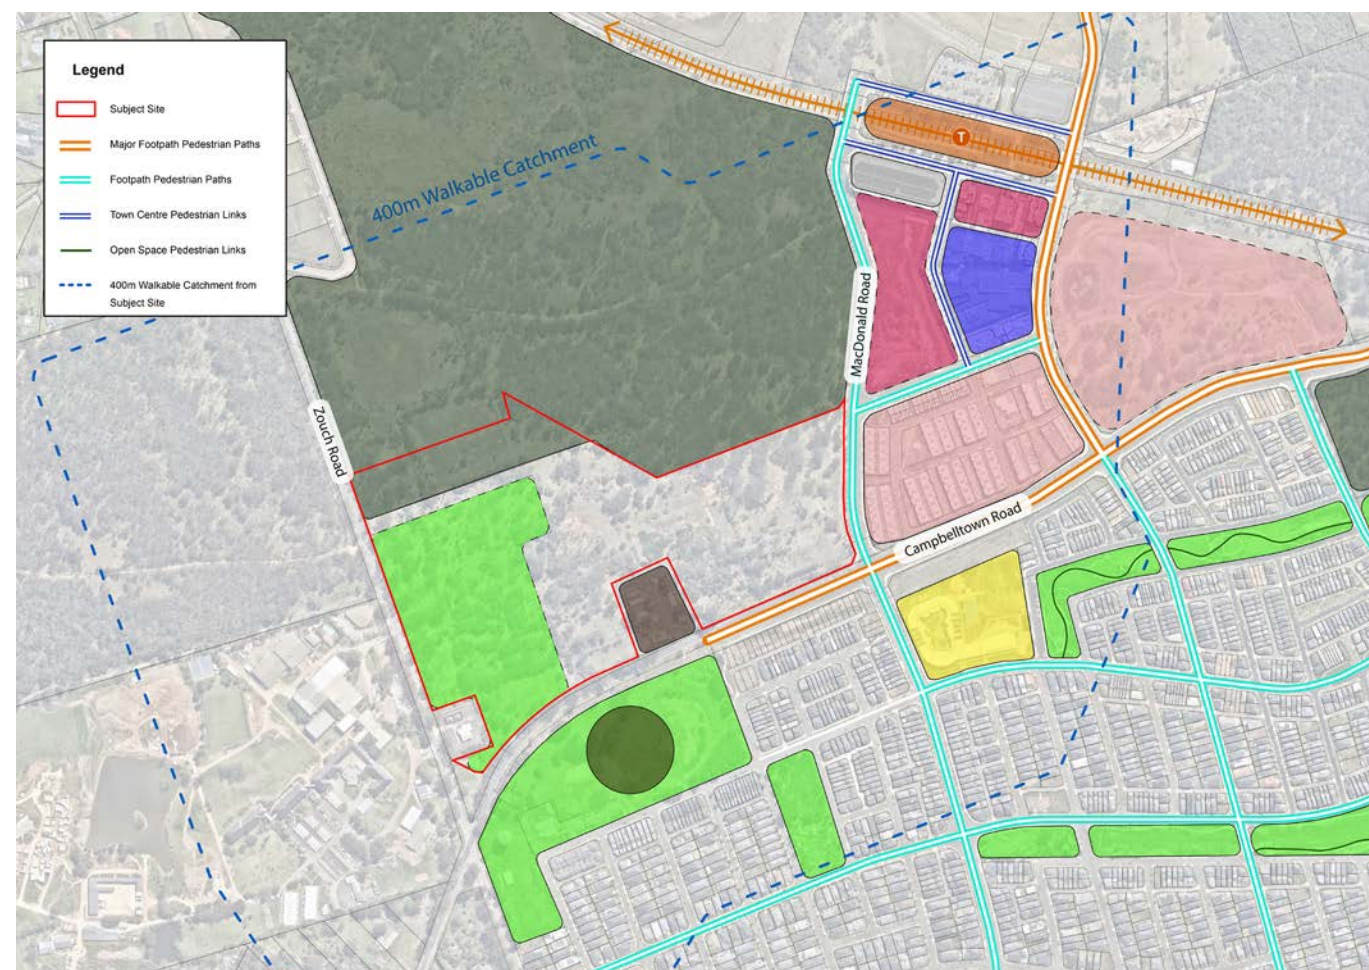 Legend
Subject Site
Major Footpath Pedestrian Paths
Footpath Pedestrian Paths
Town Centre Pedestrian Links
Open Space Pedestrian Links
400m Walkable Catchment from
Subject Site
400m Walkable Catchment
T
MacDonald Road
Zouch Road
Campbelltown Road